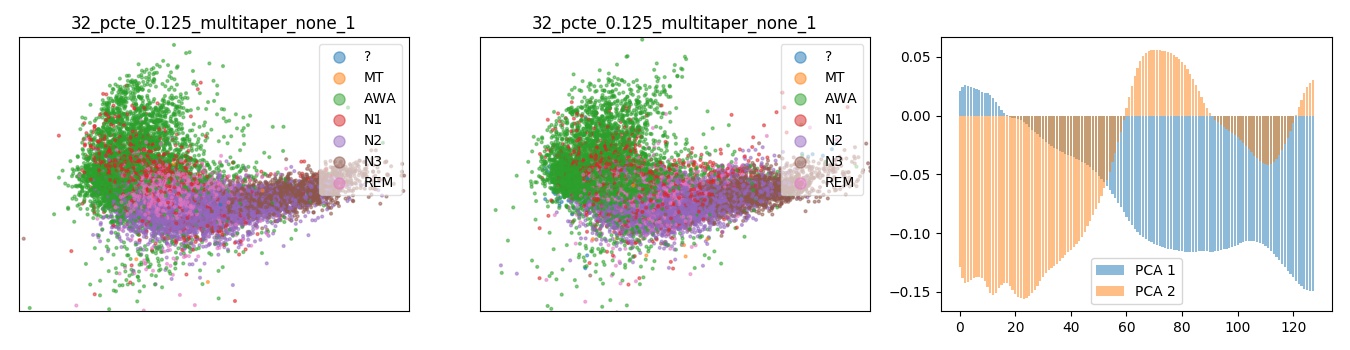 32_pcte_0.125_multitaper_none_1
?
MT
AWA
N1
N2
N3
REM
32_pcte_0.125_multitaper_none_1
?
MT
AWA
N1
N2
N3
REM
0.05
0.00
−0.05
−0.10
−0.15
PCA 1
PCA 2
0 20 40 60 80 100 120